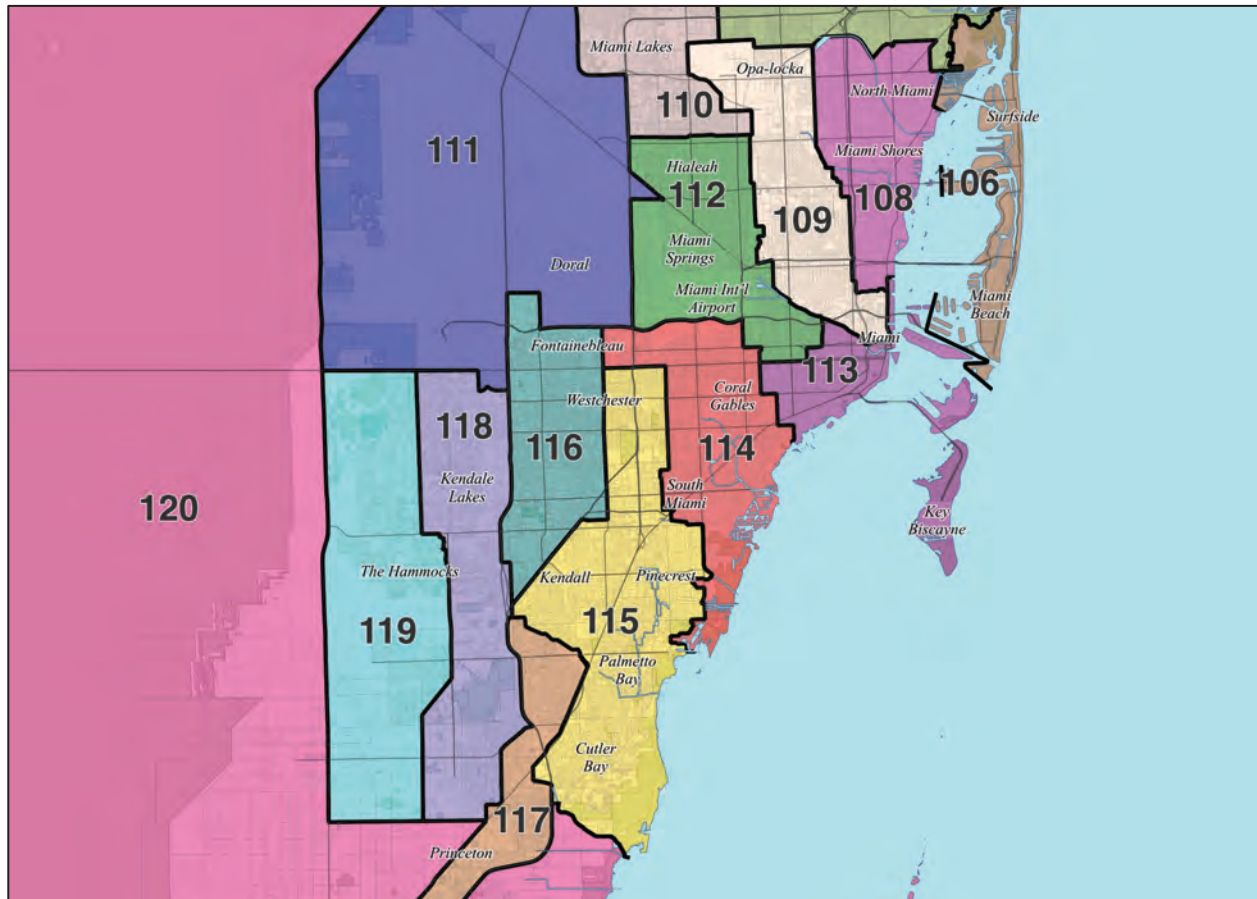 Miami Lakes
Opa-locka
110
North Miami
Surfside
111
Miami Shores
Hialeah
112
108
106
109
Miami
Springs
Doral
Miami Int'l
Airport
Miami
Beach
Miami
Fontainebleau
113
Coral
Gables
Westchester
118
116
114
Kendale
Lakes
South
Miami
120
Key
Biscayne
The Hammocks
Kendall
Pinecrest
119
115
Palmetto
Bay
Cutler
Bay
117
Princeton